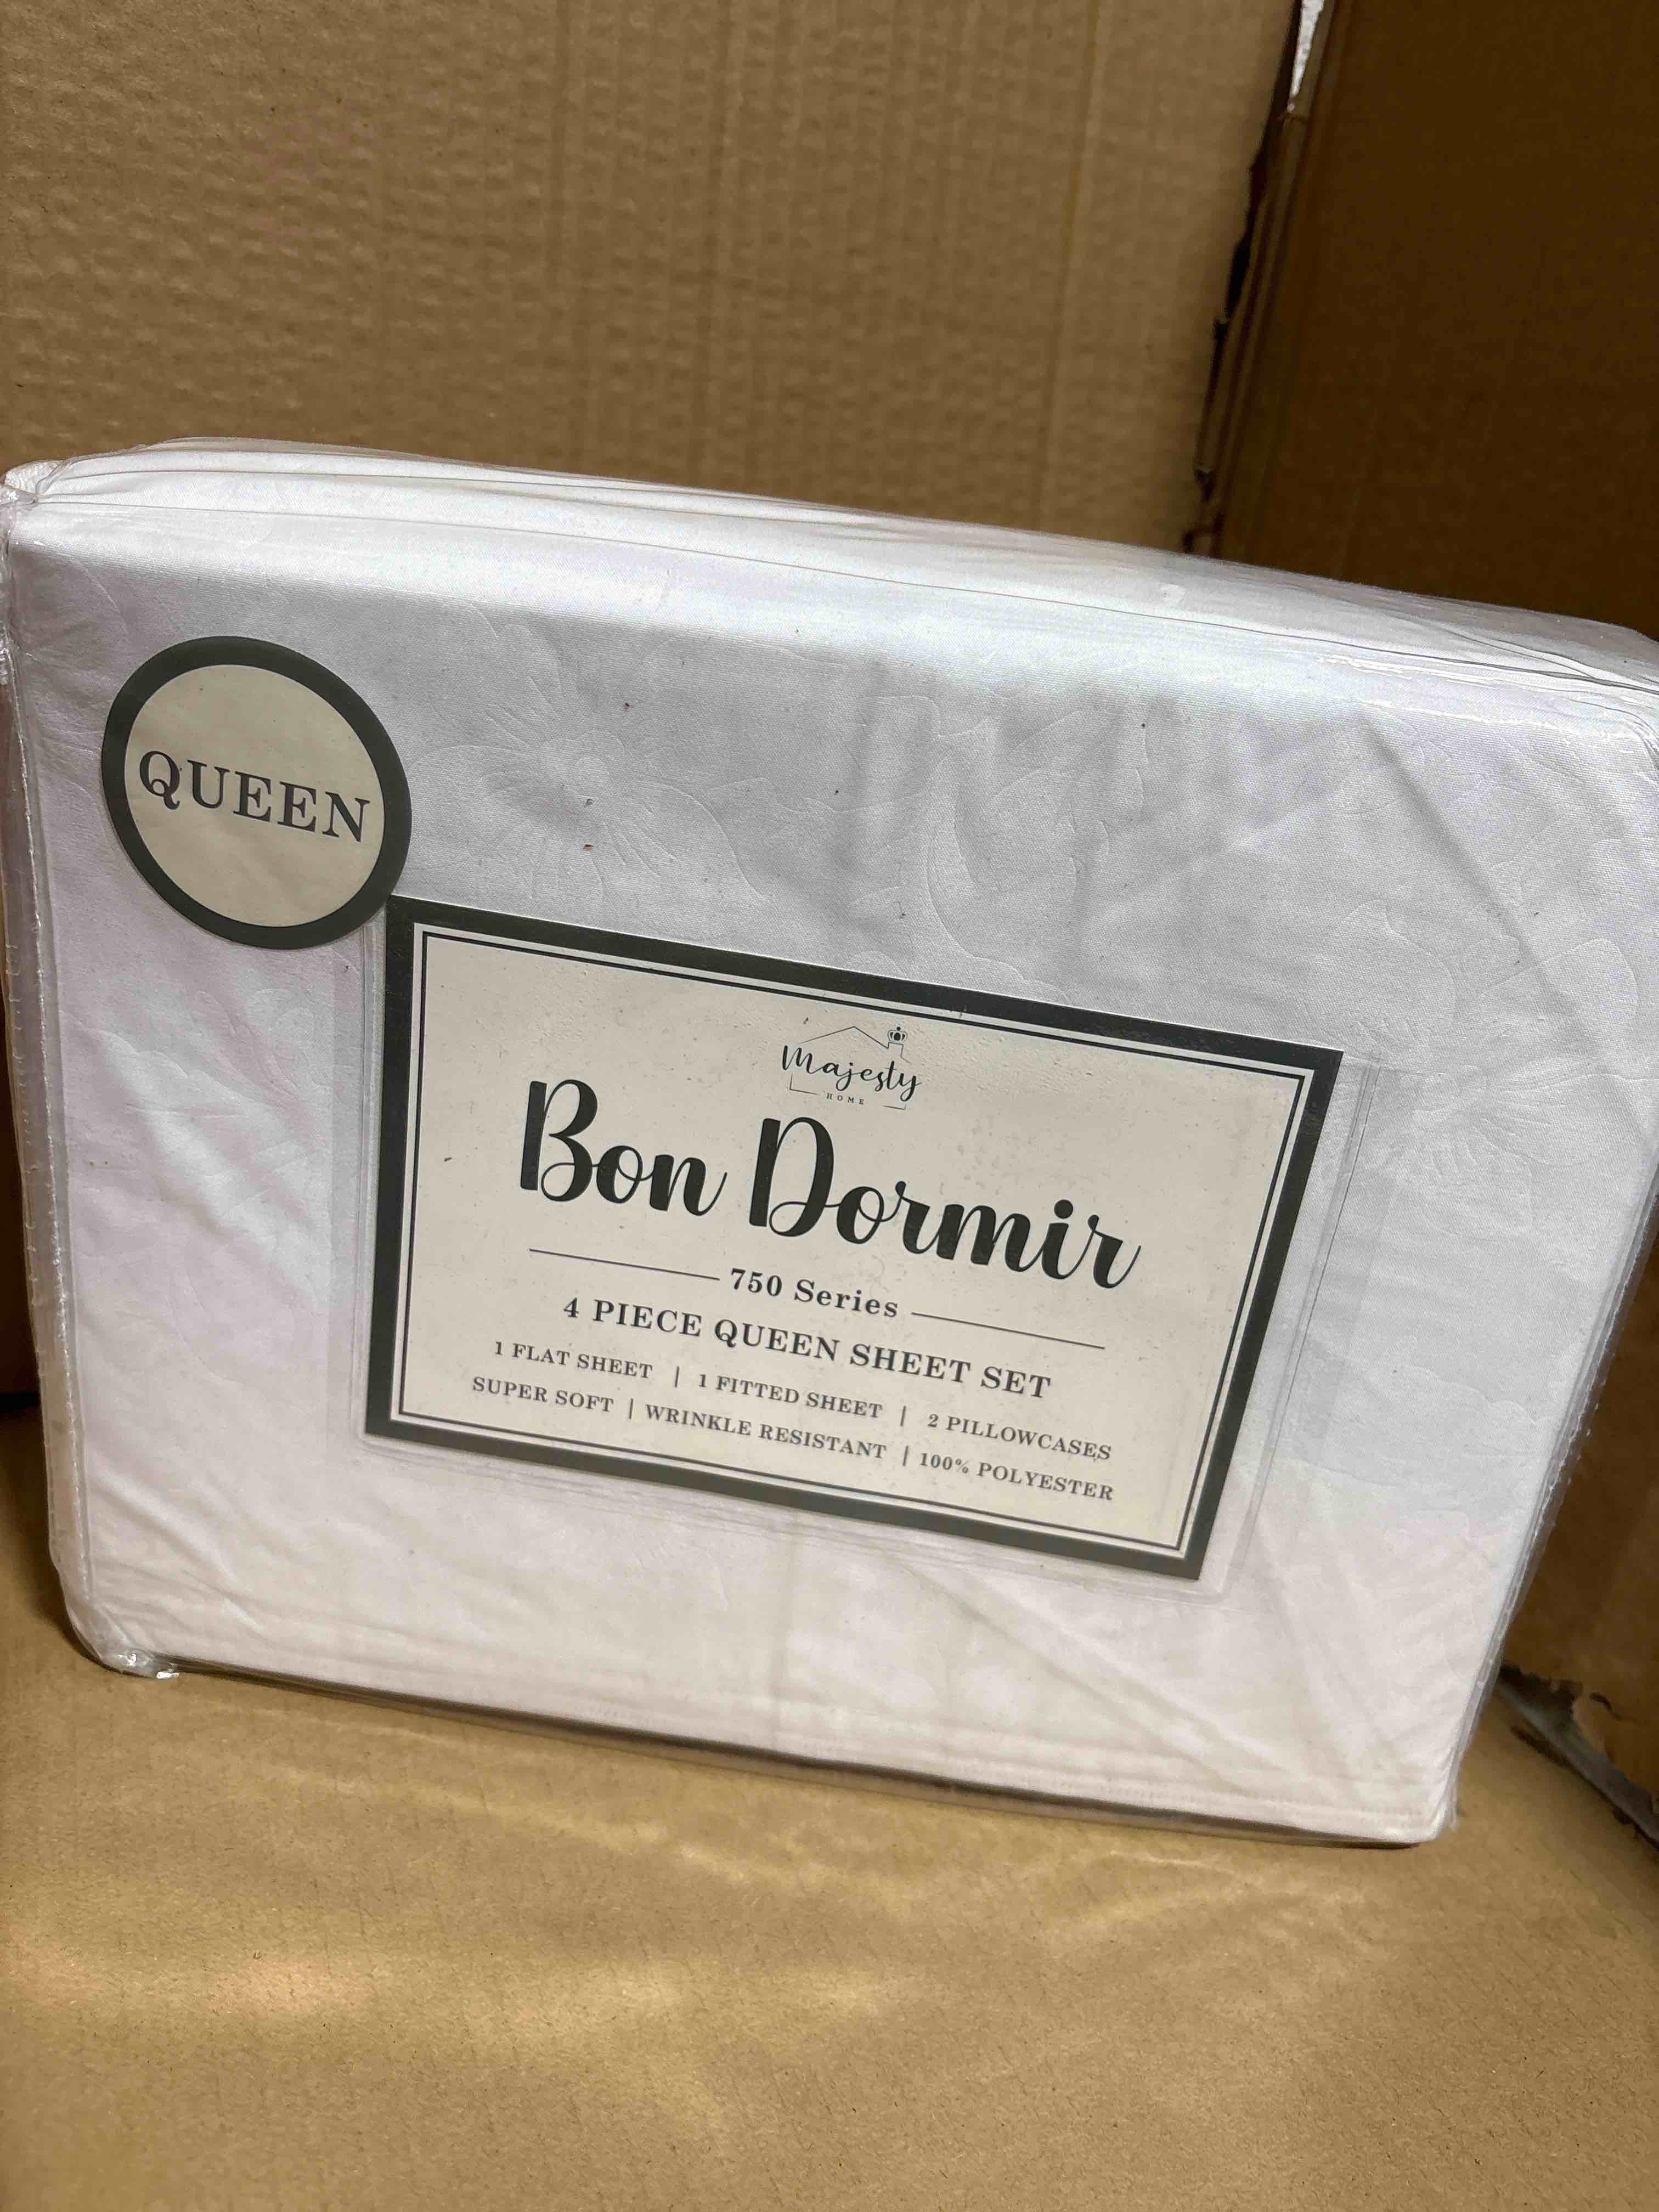 QUEEN
Majesty
HOME
Bon Dormir
750 Series
4 PIECE QUEEN SHEET SET
1 FLAT SHEET | 1 FITTED SHEET | 2 PILLOWCASES
SUPER SOFT | WRINKLE RESISTANT | 100% POLYESTER